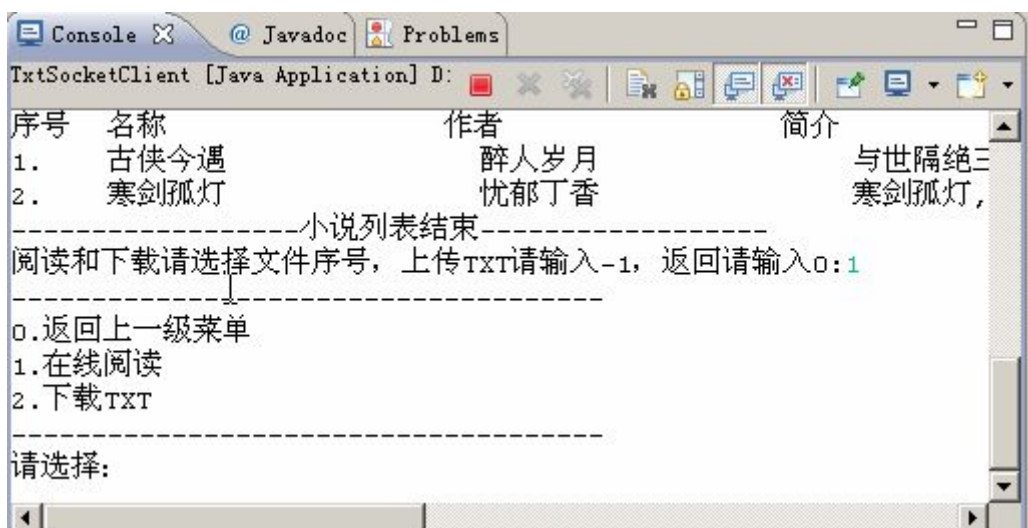 Console @ Javadoc Problems
TxtSocketClient [Java Application] D:
序号 名称 作者 简介
1. 古侠今遇 醉人岁月 与世隔绝三
2. 寒剑孤灯 忧郁丁香 寒剑孤灯,
------------------小说列表结束------------------
阅读和下载请选择文件序号, 上传TXT请输入-1, 返回请输入0:1
--------------------------------------
0.返回上一级菜单
1.在线阅读
2.下载TXT
--------------------------------------
请选择: